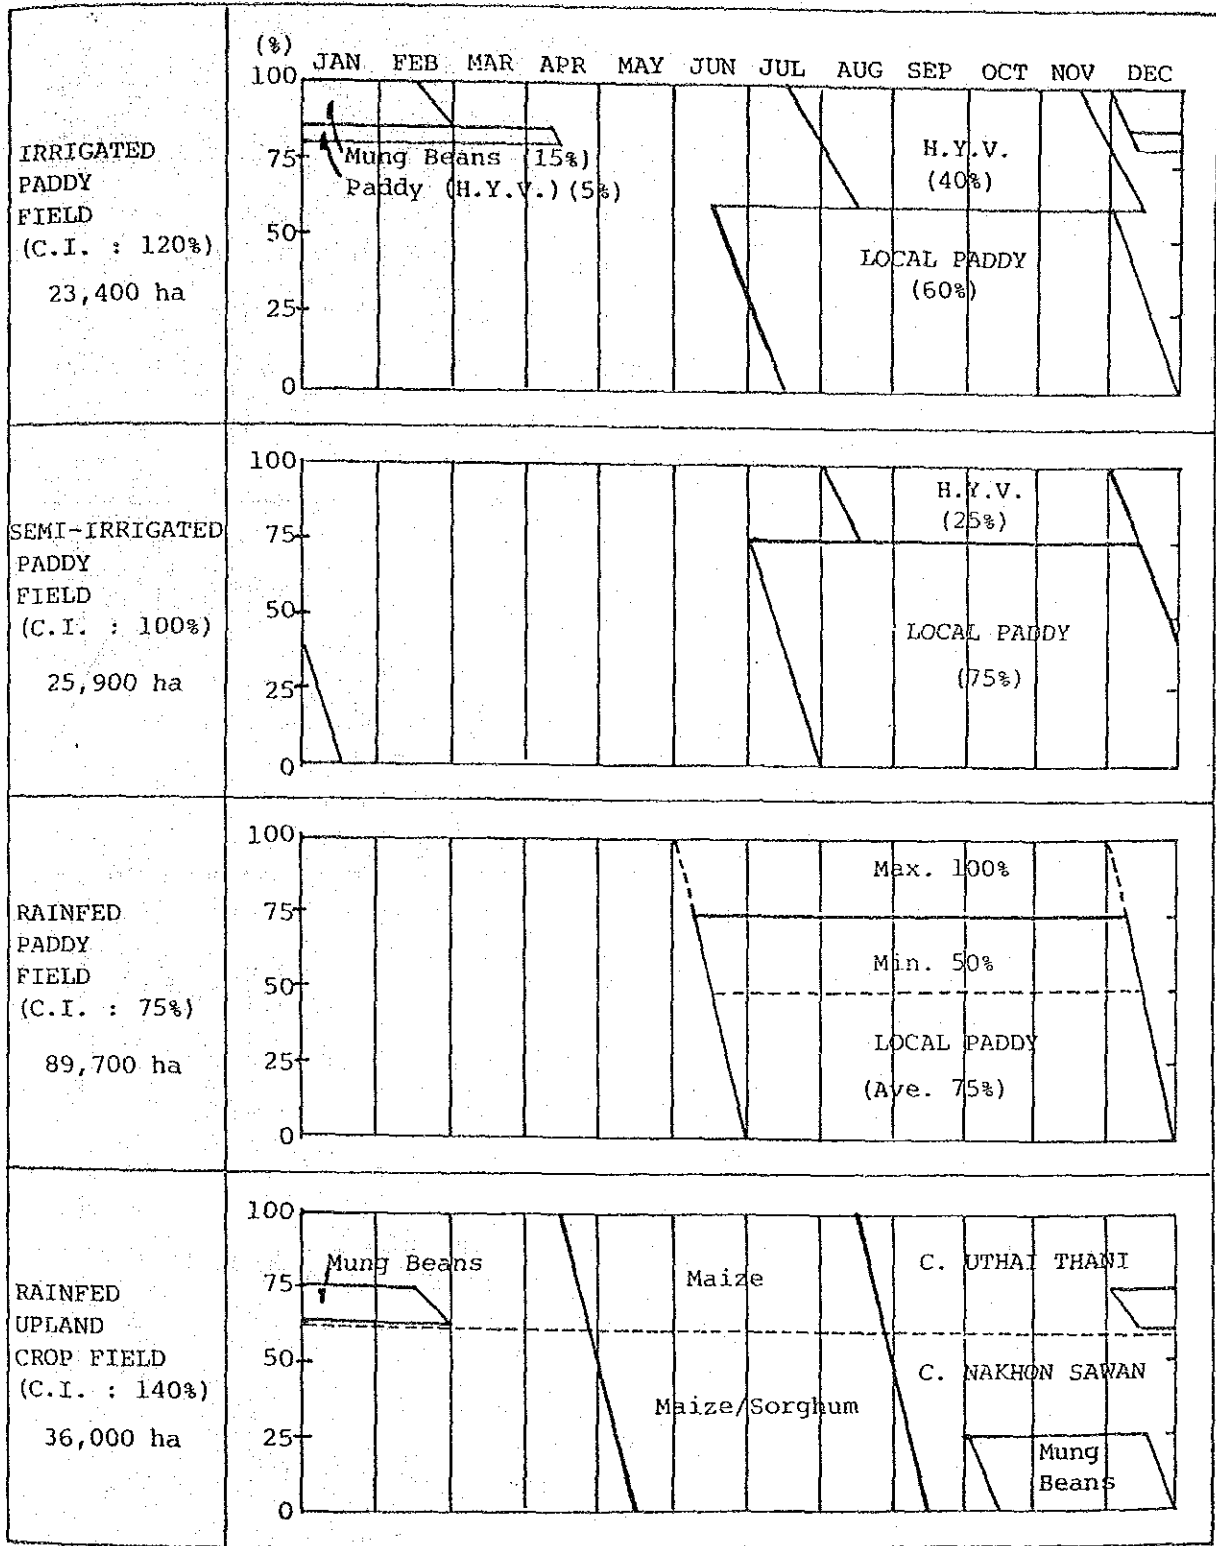 (%)
JAN FEB MAR APR MAY JUN JUL AUG SEP OCT NOV DEC
IRRIGATED
PADDY
FIELD
(C.I. : 120%)
23,400 ha
100
75
50
25
0
Mung Beans (15%)
Paddy (H.Y.V.) (5%)
H.Y.V.
(40%)
LOCAL PADDY
(60%)
SEMI-IRRIGATED
PADDY
FIELD
(C.I. : 100%)
25,900 ha
100
75
50
25
0
H.Y.V.
(25%)
LOCAL PADDY
(75%)
RAINFED
PADDY
FIELD
(C.I. : 75%)
89,700 ha
100
75
50
25
0
Max. 100%
Min. 50%
LOCAL PADDY
(Ave. 75%)
RAINFED
UPLAND
CROP FIELD
(C.I. : 140%)
36,000 ha
100
75
50
25
0
Mung Beans
Maize
C. UTHAI THANI
C. NAKHON SAWAN
Maize/Sorghum
Mung
Beans